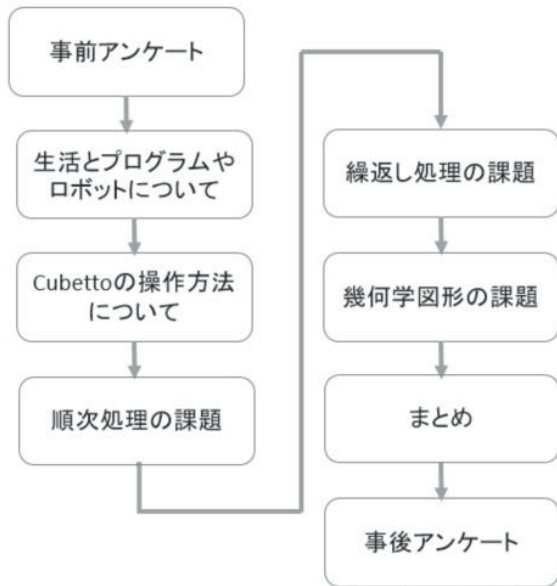 事前アンケート
生活とプログラムや
ロボットについて
Cubettoの操作方法
について
順次処理の課題
繰返し処理の課題
幾何学図形の課題
まとめ
事後アンケート